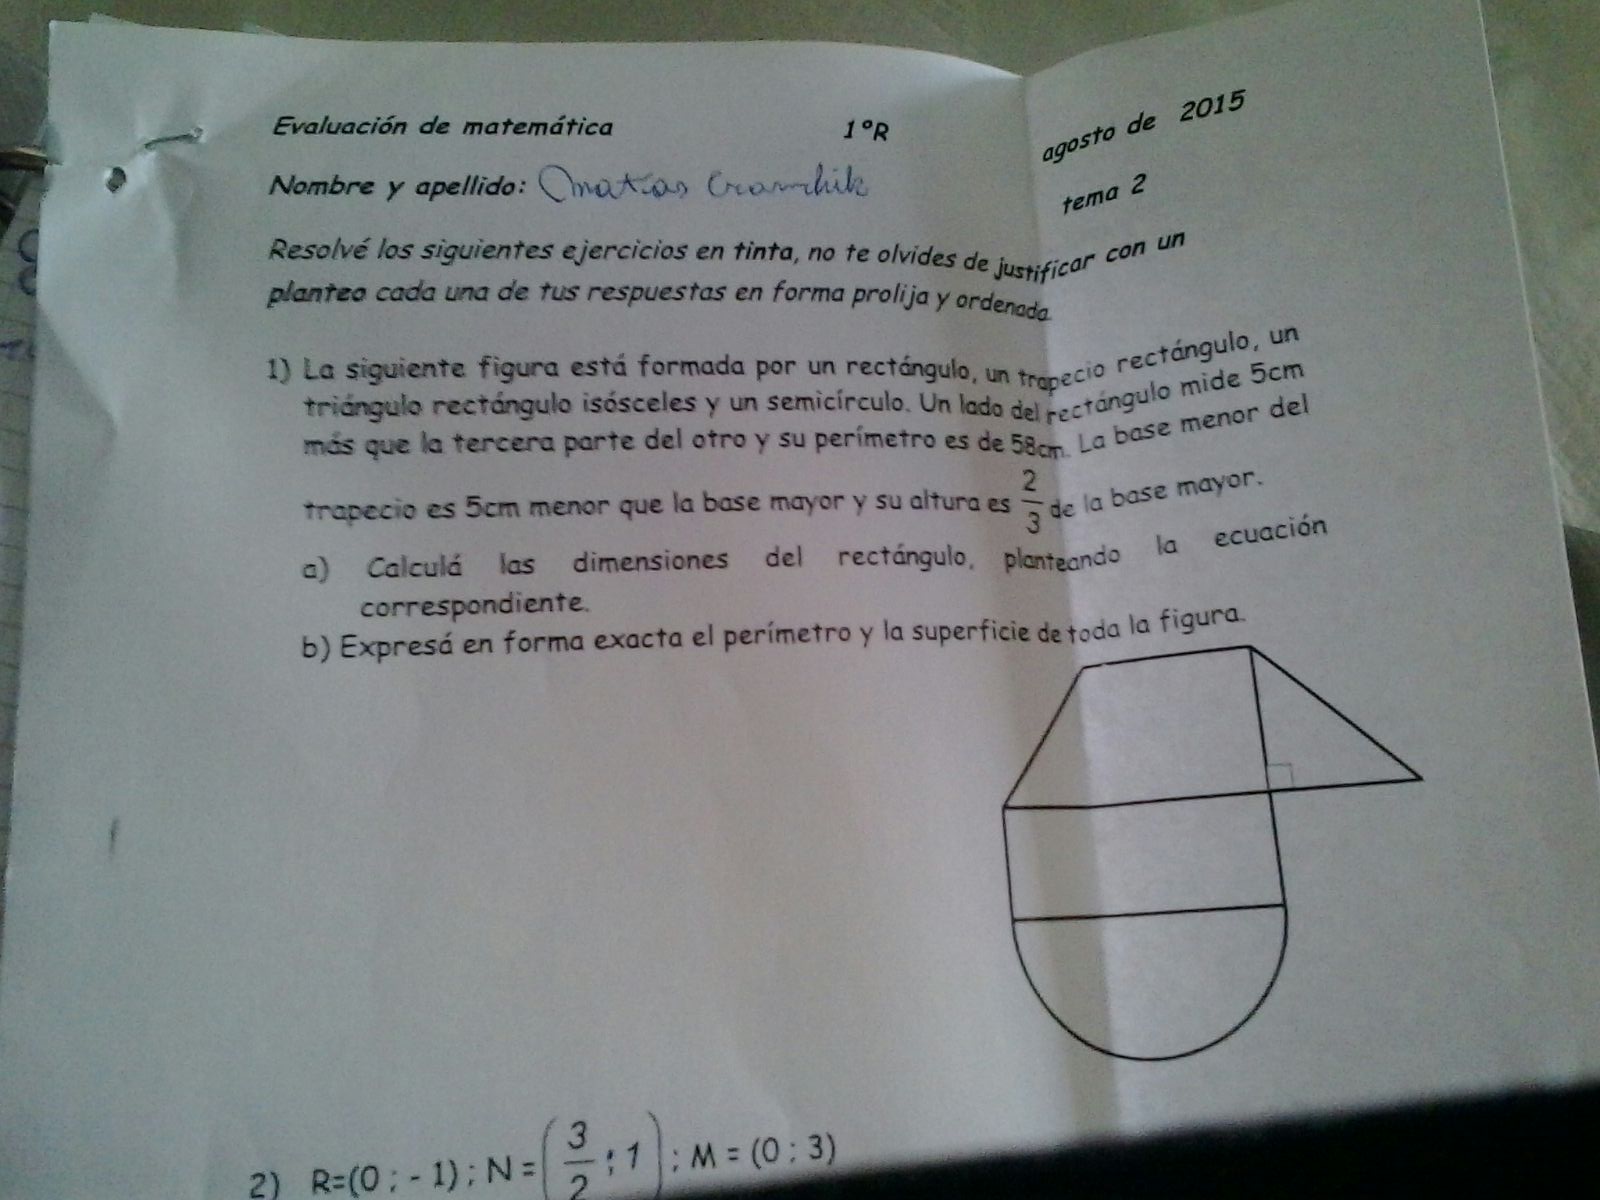 Evaluación de matemática 1ºR agosto de 2015
Nombre y apellido: Matías
tema 2
Resolvé los siguientes ejercicios en tinta, no te olvides de justificar con un
planteo cada una de tus respuestas en forma prolija y ordenada.
1) La siguiente figura está formada por un rectángulo, un trapecio rectángulo, un
triángulo rectángulo isósceles y un semicírculo. Un lado del rectángulo mide 5cm
más que la tercera parte del otro y su perímetro es de 58cm. La base menor del
trapecio es 5cm menor que la base mayor y su altura es 2/3 de la base mayor.
a) Calculá las dimensiones del rectángulo, planteando la ecuación
correspondiente.
b) Expresá en forma exacta el perímetro y la superficie de toda la figura.
2) R=(0 ; - 1) ; N = (3/2 ; 1) ; M = (0 ; 3)